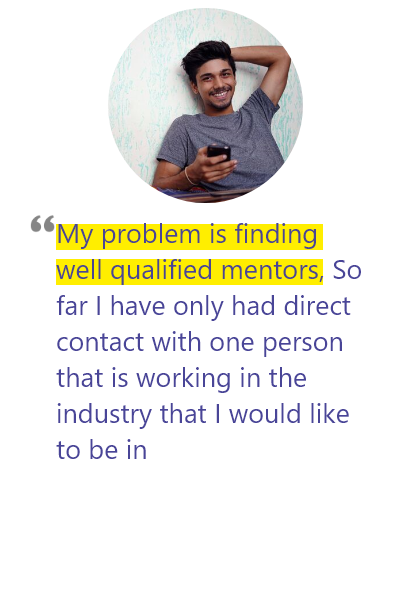 “My problem is finding
well qualified mentors, So
far I have only had direct
contact with one person
that is working in the
industry that I would like
to be in